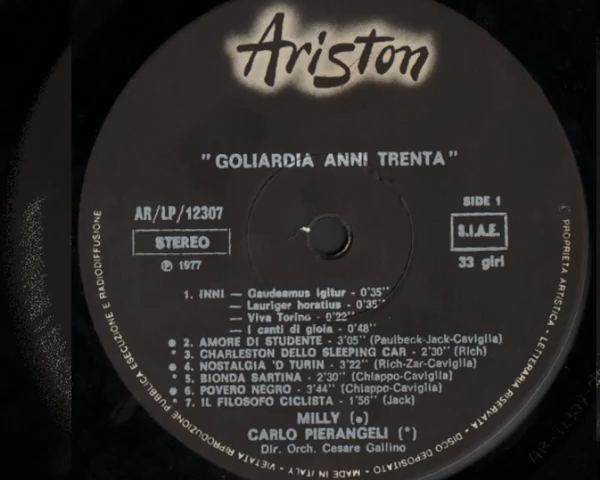 Ariston
"GOLIARDIA ANNI TRENTA"
AR/LP/12307
STEREO
Ⓟ 1977
SIDE 1
S.I.A.E.
33 giri
1. INNI — Gaudeamus igitur - 0'35"
— Lauriger horatius - 0'35"
— Viva Torino - 0'22"
— I canti di gioia - 0'48"
● 2. AMORE DI STUDENTE - 3'05" (Paulbeck-Jack-Caviglia)
* 3. CHARLESTON DELLO SLEEPING CAR - 2'30" (Rich)
● 4. NOSTALGIA 'D TURIN - 3'22" (Rich-Zar-Caviglia)
* 5. BIONDA SARTINA - 2'30" (Chiappo-Caviglia)
● 6. POVERO NEGRO - 3'44" (Chiappo-Caviglia)
* 7. IL FILOSOFO CICLISTA - 1'56" (Jack)
MILLY (●)
CARLO PIERANGELI (*)
Dir. Orch. Cesare Gallino
PROPRIETA ARTISTICA - LETTERARIA RISERVATA - DISCO DEPOSITATO - MADE IN ITALY - VIETATA RIPRODUZIONE PUBBLICA ESECUZIONE E RADIODIFFUSIONE